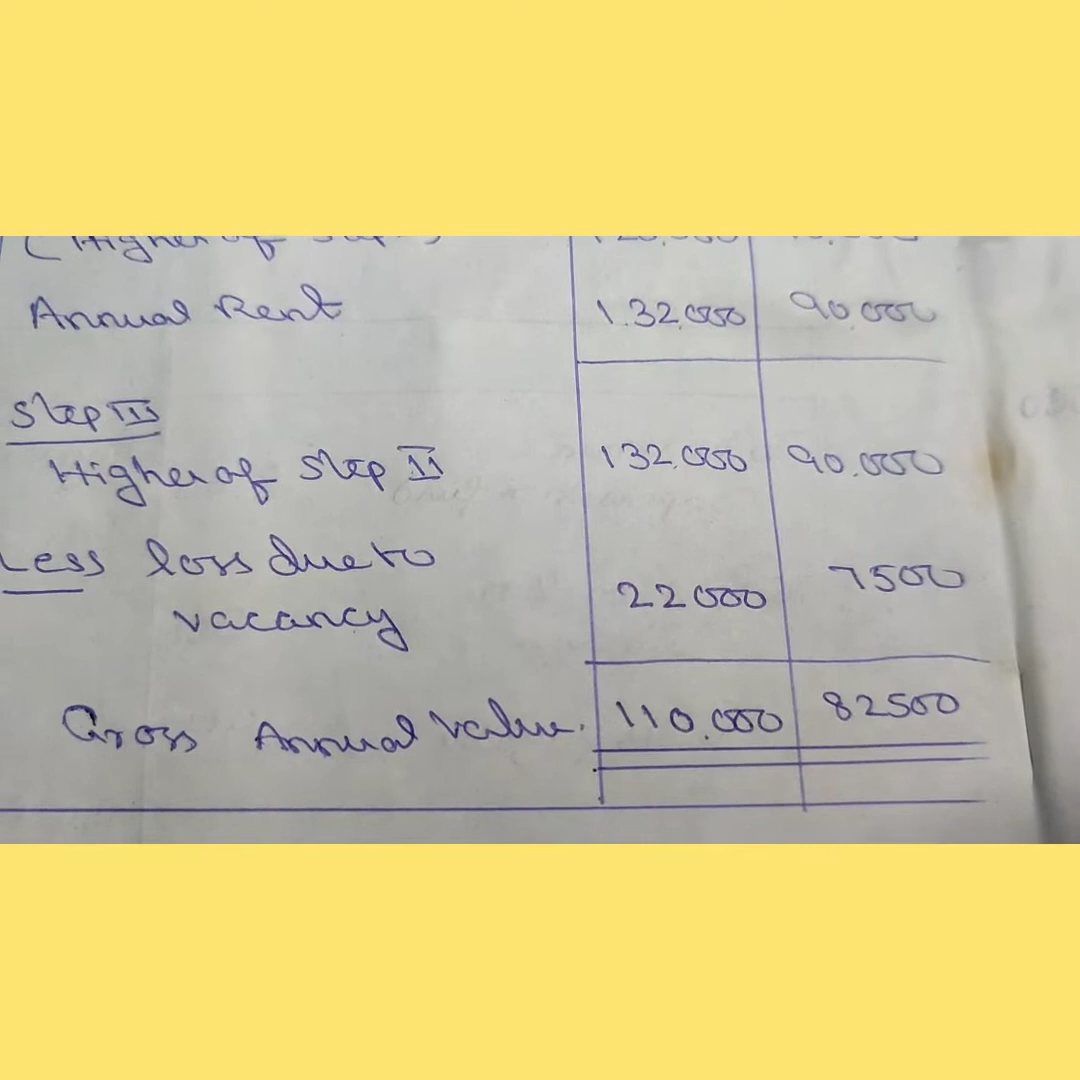 Annual Rent 1.32.000 90.000
Step III
Higher of Step II 132.000 90.000
Less loss due to
vacancy 22000 7500
Gross Annual Value. 110.000 82500